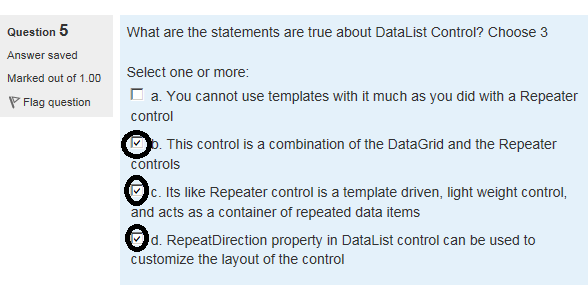 Question 5
Answer saved
Marked out of 1.00
Flag question
What are the statements are true about DataList Control? Choose 3
Select one or more:
a. You cannot use templates with it much as you did with a Repeater
control
b. This control is a combination of the DataGrid and the Repeater
controls
c. Its like Repeater control is a template driven, light weight control,
and acts as a container of repeated data items
d. RepeatDirection property in DataList control can be used to
customize the layout of the control